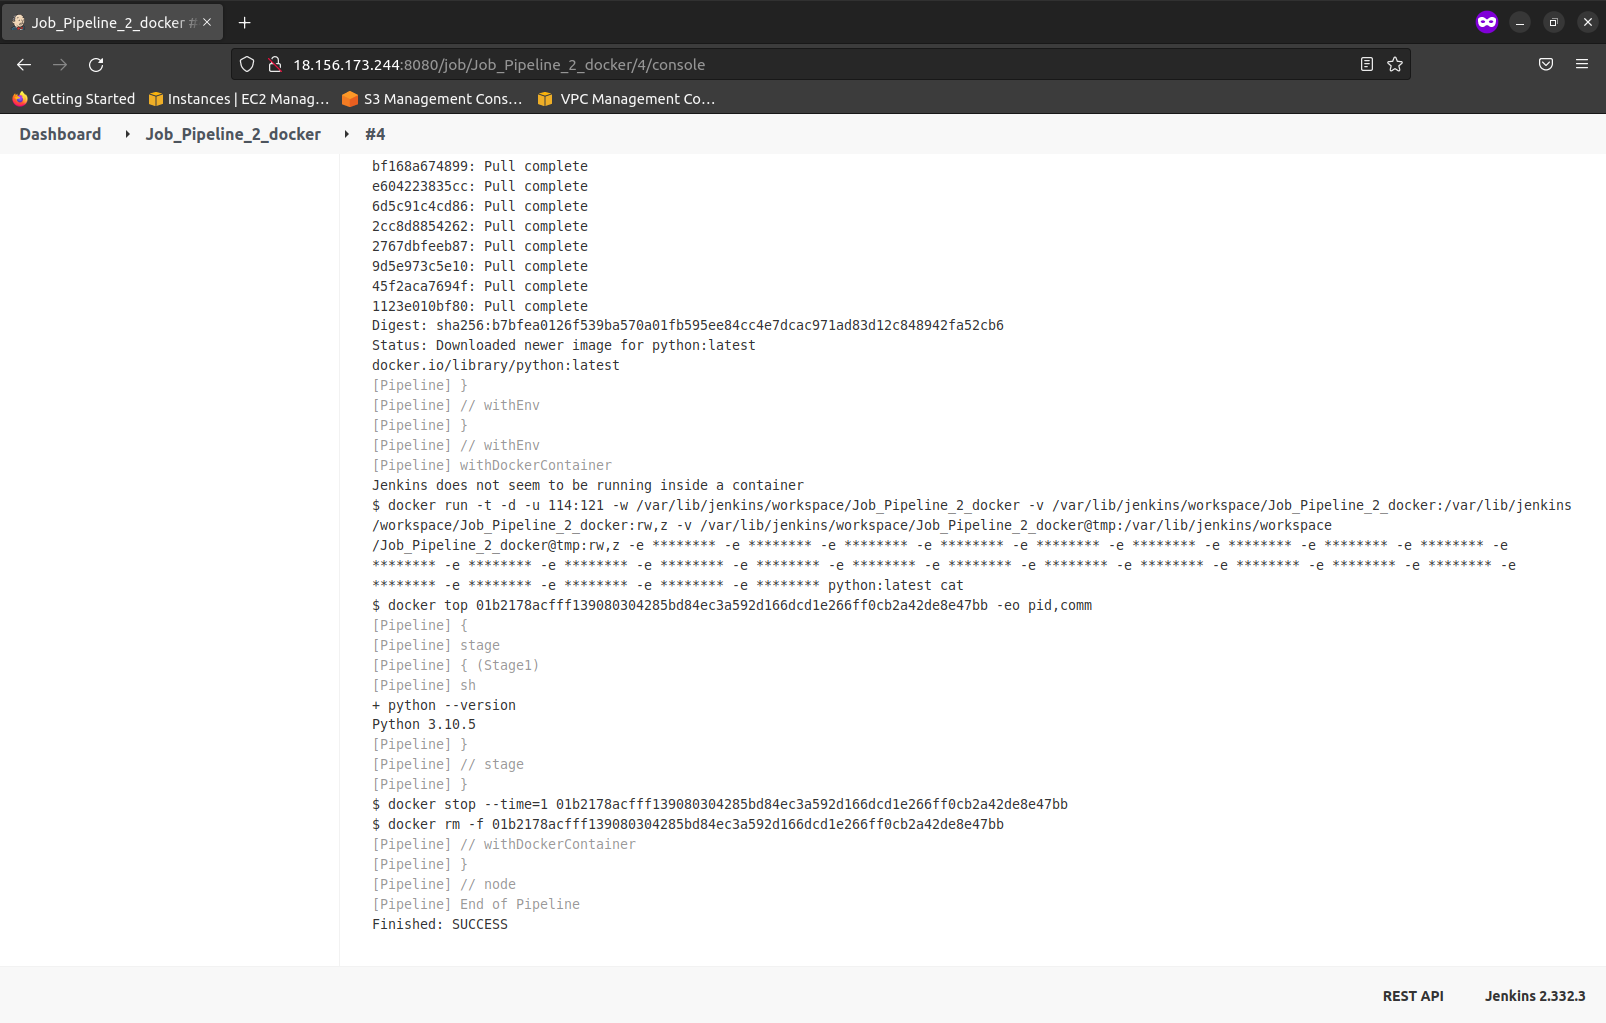 Job_Pipeline_2_docker #
18.156.173.244:8080/job/Job_Pipeline_2_docker/4/console
Getting Started Instances | EC2 Manag… S3 Management Cons… VPC Management Co…
Dashboard Job_Pipeline_2_docker #4
bf168a674899: Pull complete
e604223835cc: Pull complete
6d5c91c4cd86: Pull complete
2cc8d8854262: Pull complete
2767dbfeeb87: Pull complete
9d5e973c5e10: Pull complete
45f2aca7694f: Pull complete
1123e010bf80: Pull complete
Digest: sha256:b7bfea0126f539ba570a01fb595ee84cc4e7dcac971ad83d12c848942fa52cb6
Status: Downloaded newer image for python:latest
docker.io/library/python:latest
[Pipeline] }
[Pipeline] // withEnv
[Pipeline] }
[Pipeline] // withEnv
[Pipeline] withDockerContainer
Jenkins does not seem to be running inside a container
$ docker run -t -d -u 114:121 -w /var/lib/jenkins/workspace/Job_Pipeline_2_docker -v /var/lib/jenkins/workspace/Job_Pipeline_2_docker:/var/lib/jenkins
/workspace/Job_Pipeline_2_docker:rw,z -v /var/lib/jenkins/workspace/Job_Pipeline_2_docker@tmp:/var/lib/jenkins/workspace
/Job_Pipeline_2_docker@tmp:rw,z -e ******** -e ******** -e ******** -e ******** -e ******** -e ******** -e ******** -e ******** -e ******** -e
******** -e ******** -e ******** -e ******** -e ******** -e ******** -e ******** -e ******** -e ******** -e ******** -e ******** -e ******** -e
******** -e ******** -e ******** -e ******** -e ******** python:latest cat
$ docker top 01b2178acfff139080304285bd84ec3a592d166dcd1e266ff0cb2a42de8e47bb -eo pid,comm
[Pipeline] {
[Pipeline] stage
[Pipeline] { (Stage1)
[Pipeline] sh
+ python --version
Python 3.10.5
[Pipeline] }
[Pipeline] // stage
[Pipeline] }
$ docker stop --time=1 01b2178acfff139080304285bd84ec3a592d166dcd1e266ff0cb2a42de8e47bb
$ docker rm -f 01b2178acfff139080304285bd84ec3a592d166dcd1e266ff0cb2a42de8e47bb
[Pipeline] // withDockerContainer
[Pipeline] }
[Pipeline] // node
[Pipeline] End of Pipeline
Finished: SUCCESS
REST API Jenkins 2.332.3